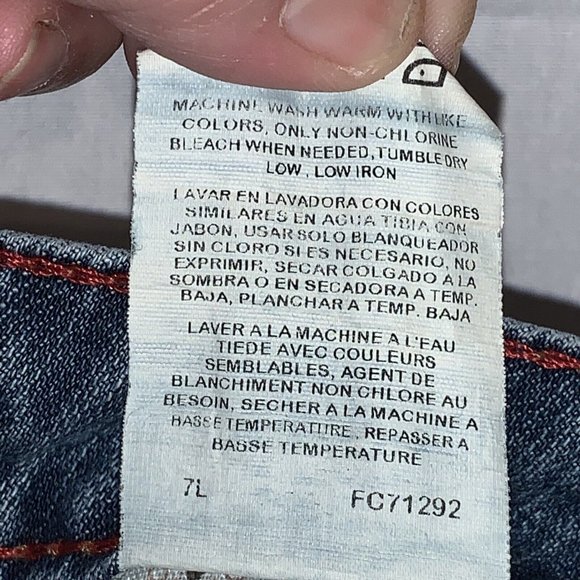 MACHINE WASH WARM WITH LIKE
COLORS, ONLY NON-CHLORINE
BLEACH WHEN NEEDED, TUMBLE DRY
LOW, LOW IRON
LAVAR EN LAVADORA CON COLORES
SIMILARES EN AGUA TIBIA CON
JABON, USAR SOLO BLANQUEADOR
SIN CLORO SI ES NECESARIO, NO
EXPRIMIR, SECAR COLGADO A LA
SOMBRA O EN SECADORA A TEMP.
BAJA, PLANCHAR A TEMP. BAJA
LAVER A LA MACHINE A L'EAU
TIEDE AVEC COULEURS
SEMBLABLES, AGENT DE
BLANCHIMENT NON CHLORE AU
BESOIN, SECHER A LA MACHINE A
BASSE TEMPERATURE, REPASSER A
BASSE TEMPERATURE
7L FC71292